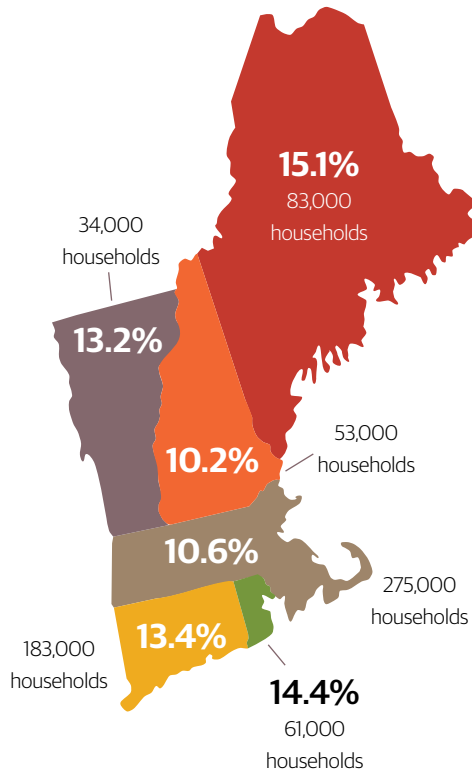 15.1%
83,000
households
34,000
households
13.2%
10.2%
53,000
households
10.6%
275,000
households
13.4%
183,000
households
14.4%
61,000
households